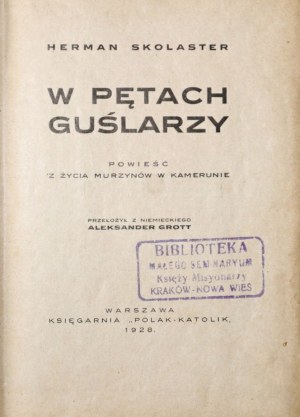 HERMAN SKOLASTER
W PĘTACH
GUŚLARZY
POWIEŚĆ
Z ŻYCIA MURZYNÓW W KAMERUNIE
PRZEŁOŻYŁ Z NIEMIECKIEGO
ALEKSANDER GROTT
BIBLIOTEKA
MAŁEGO SEMINARYUM
Księży Misyonarzy
KRAKÓW-NOWA WIEŚ
WARSZAWA
KSIĘGARNIA „POLAK-KATOLIK„
1928.